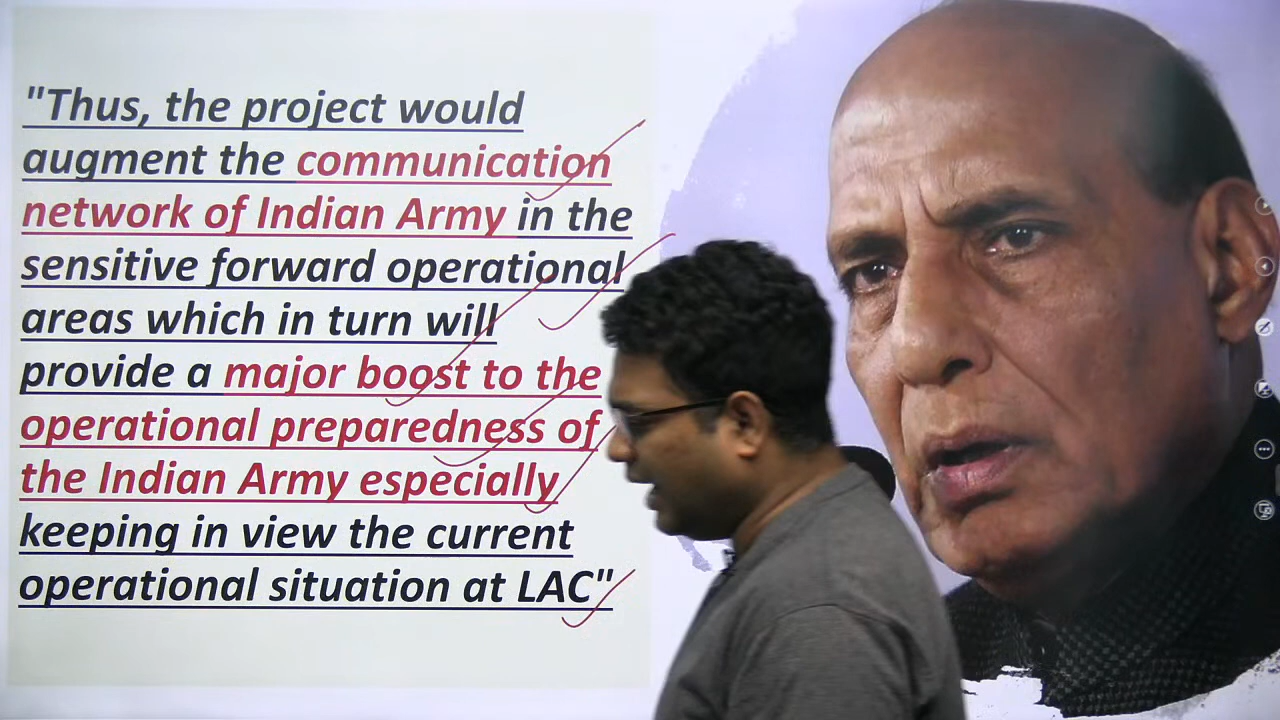 "Thus, the project would
augment the communication
network of Indian Army in the
sensitive forward operational
areas which in turn will
provide a major boost to the
operational preparedness of
the Indian Army especially
keeping in view the current
operational situation at LAC"